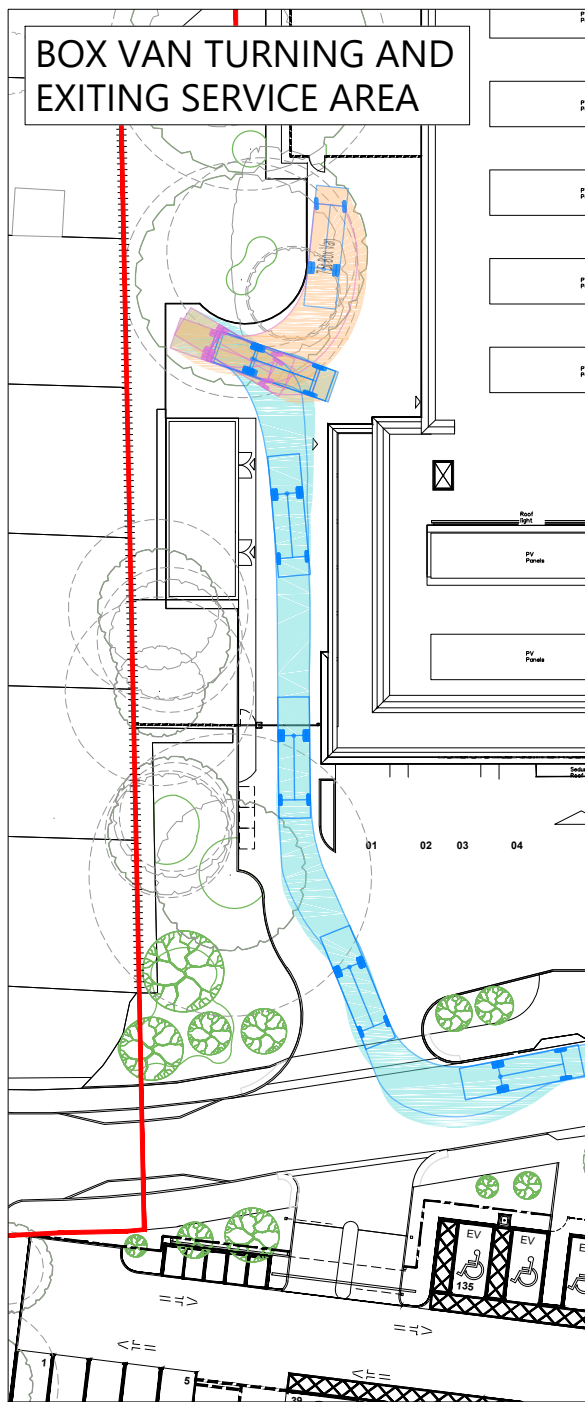 BOX VAN TURNING AND
EXITING SERVICE AREA
Roof
light
PV
Panels
PV
Panels
01 02 03 04
EV
EV
135
1
5
39